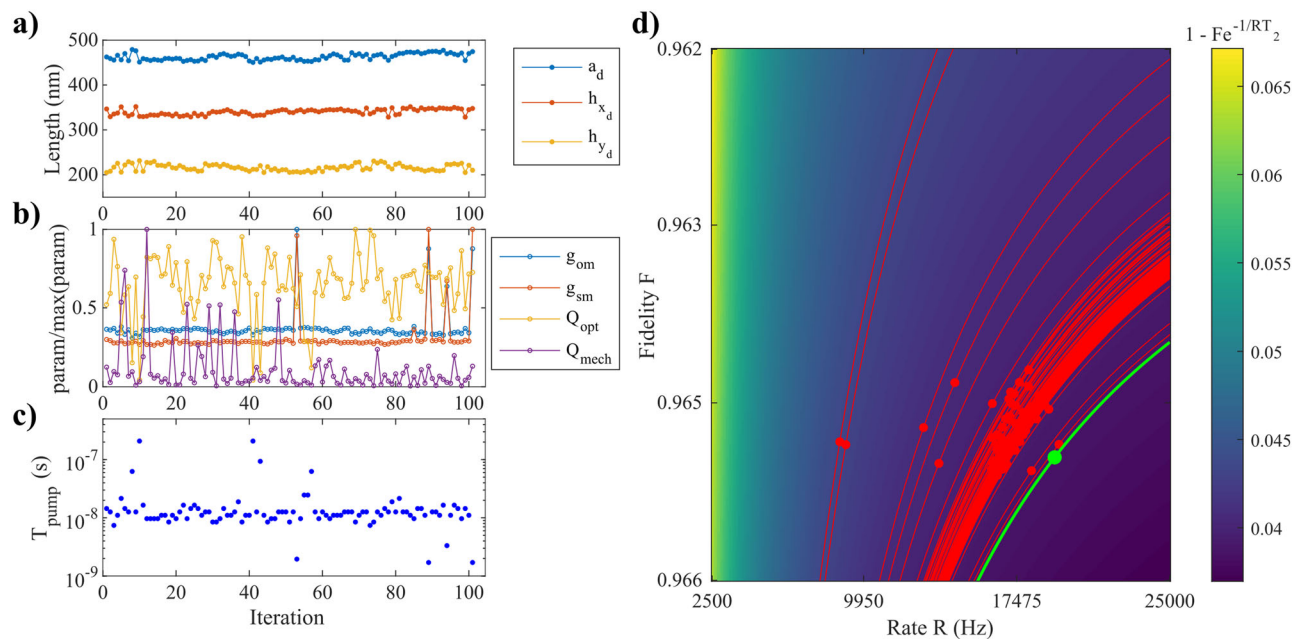 a)
500
400
300
200
Length (nm)
0
20
40
60
80
100
a_d
h_x_d
h_y_d
b)
1
0.5
0
param/max(param)
0
20
40
60
80
100
g_om
g_sm
Q_opt
Q_mech
c)
10^-7
10^-8
10^-9
T_pump (s)
0
20
40
60
80
100
Iteration
d)
1 - Fe^-1/RT_2
0.962
0.963
0.965
0.966
Fidelity F
2500
9950
17475
25000
Rate R (Hz)
0.065
0.06
0.055
0.05
0.045
0.04